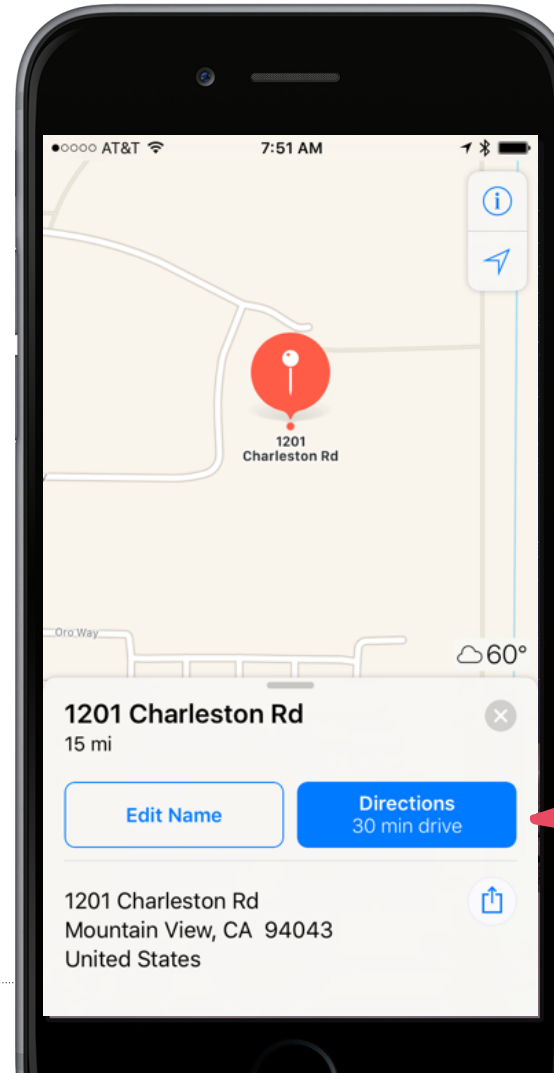 AT&T
7:51 AM
1201
Charleston Rd
Oro Way
60°
1201 Charleston Rd
15 mi
Edit Name
Directions
30 min drive
1201 Charleston Rd
Mountain View, CA 94043
United States